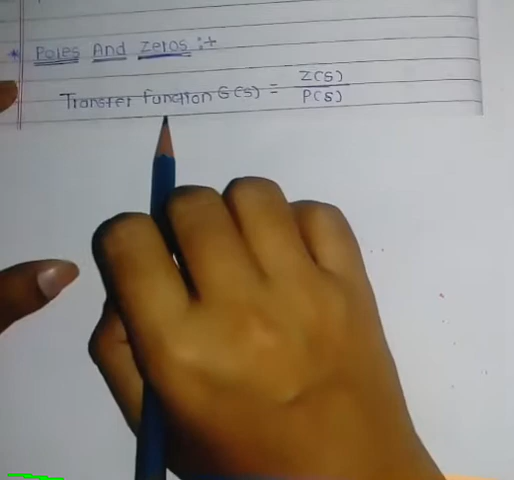 * Poles And Zeros :+
Transfer function G(s) = Z(s)
P(s)